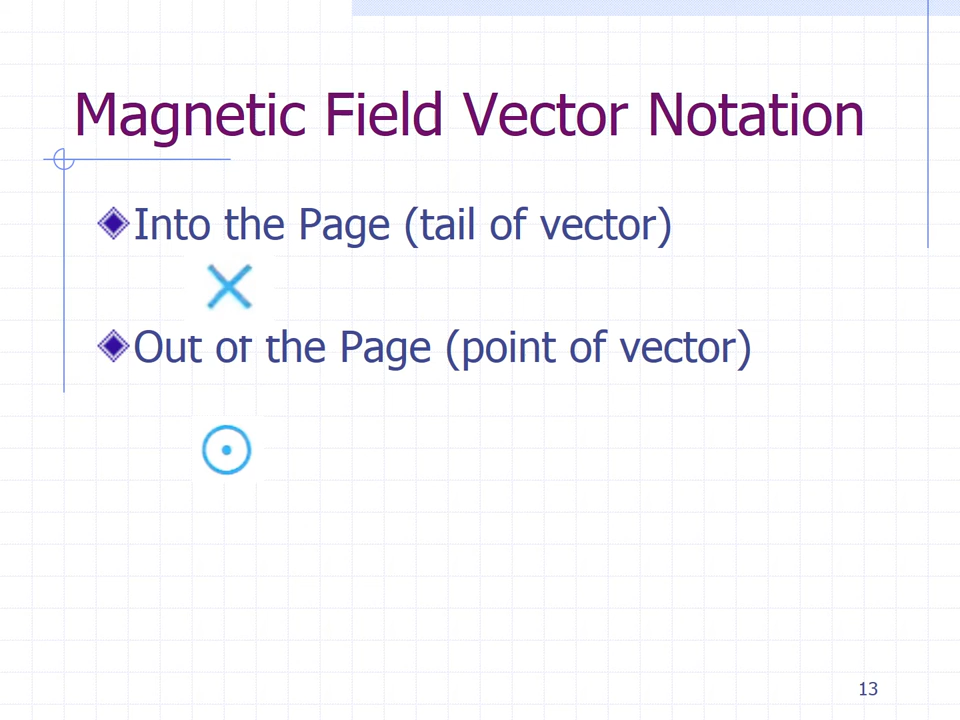 Magnetic Field Vector Notation
Into the Page (tail of vector)
Out of the Page (point of vector)
13